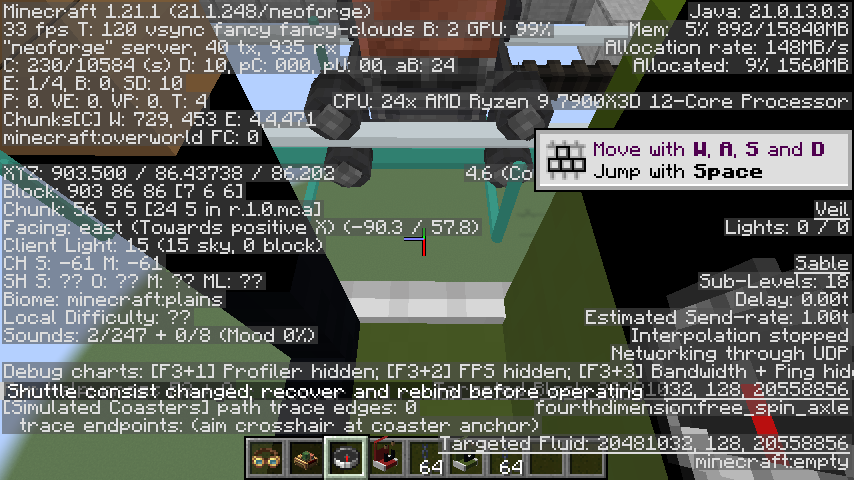 Minecraft 1.21.1 (21.1.248/neoforge)
33 fps T: 120 vsync fancy fancy-clouds B: 2 GPU: 99%
"neoforge" server, 40 tx, 935 rx
C: 230/10584 (s) D: 10, pC: 000, pU: 00, aB: 24
E: 1/4, B: 0, SD: 10
P: 0. VE: 0. VP: 0. T: 4
Chunks[C] W: 729, 453 E: 4,4,471
minecraft:overworld FC: 0
XYZ: 903.500 / 86.43738 / 86.202
Block: 903 86 86 [7 6 6]
Chunk: 56 5 5 [24 5 in r.1.0.mca]
Facing: east (Towards positive X) (-90.3 / 57.8)
Client Light: 15 (15 sky, 0 block)
CH S: -61 M: -61
SH S: ?? O: ?? M: ?? ML: ??
Biome: minecraft:plains
Local Difficulty: ??
Sounds: 2/247 + 0/8 (Mood 0%)
Debug charts: [F3+1] Profiler hidden; [F3+2] FPS hidden; [F3+3] Bandwidth + Ping hid
Shuttle consist changed; recover and rebind before operating
[Simulated Coasters] path trace edges: 0
path trace endpoints: (aim crosshair at coaster anchor)
Java: 21.0.13.0.3
Mem: 5% 892/15840MB
Allocation rate: 148MB/s
Allocated: 9% 1560MB
CPU: 24x AMD Ryzen 9 7900X3D 12-Core Processor
Move with W, A, S and D
Jump with Space
4.6 (Co
Veil
Lights: 0 / 0
Sable
Sub-Levels: 18
Delay: 0.00t
Estimated Send-rate: 1.00t
Interpolation stopped
Networking through UDP
81032, 128, 20558856
fourthdimension:free_spin_axle
Targeted Fluid: 20481032, 128, 20558856
minecraft:empty
64
64